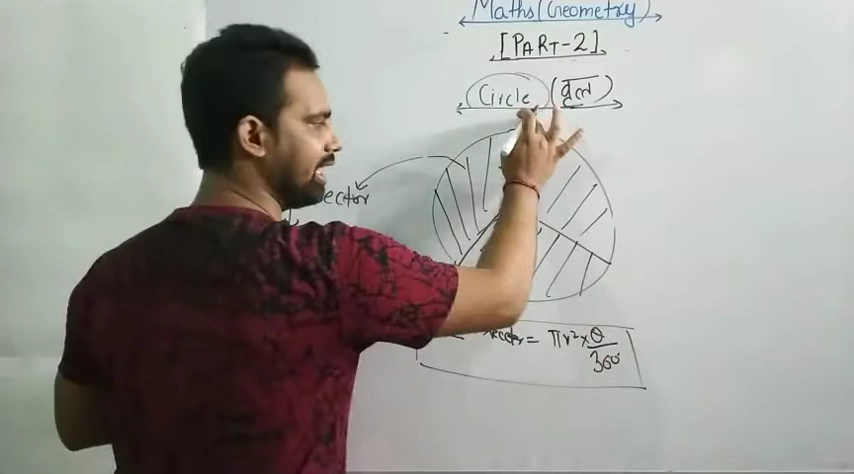 Maths (Geometry)
[PART-2]
Circle (वृत्त)
ector
= πr² × θ/360